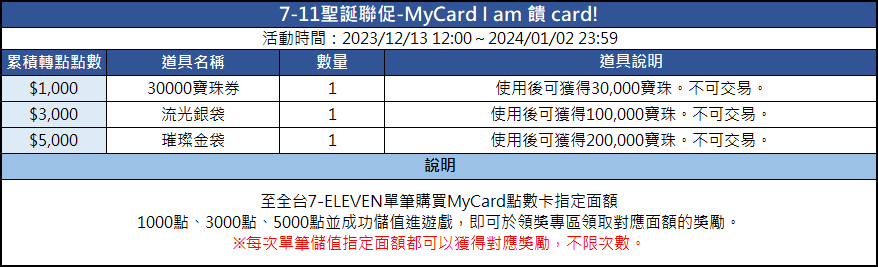 7-11聖誕聯促-MyCard I am 饋 card!
活動時間：2023/12/13 12:00 ~ 2024/01/02 23:59
累積轉點點數 道具名稱 數量 道具說明
$1,000 30000寶珠券 1 使用後可獲得30,000寶珠。不可交易。
$3,000 流光銀袋 1 使用後可獲得100,000寶珠。不可交易。
$5,000 璀璨金袋 1 使用後可獲得200,000寶珠。不可交易。
說明
至全台7-ELEVEN單筆購買MyCard點數卡指定面額
1000點、3000點、5000點並成功儲值進遊戲，即可於領獎專區領取對應面額的獎勵。
※每次單筆儲值指定面額都可以獲得對應獎勵，不限次數。